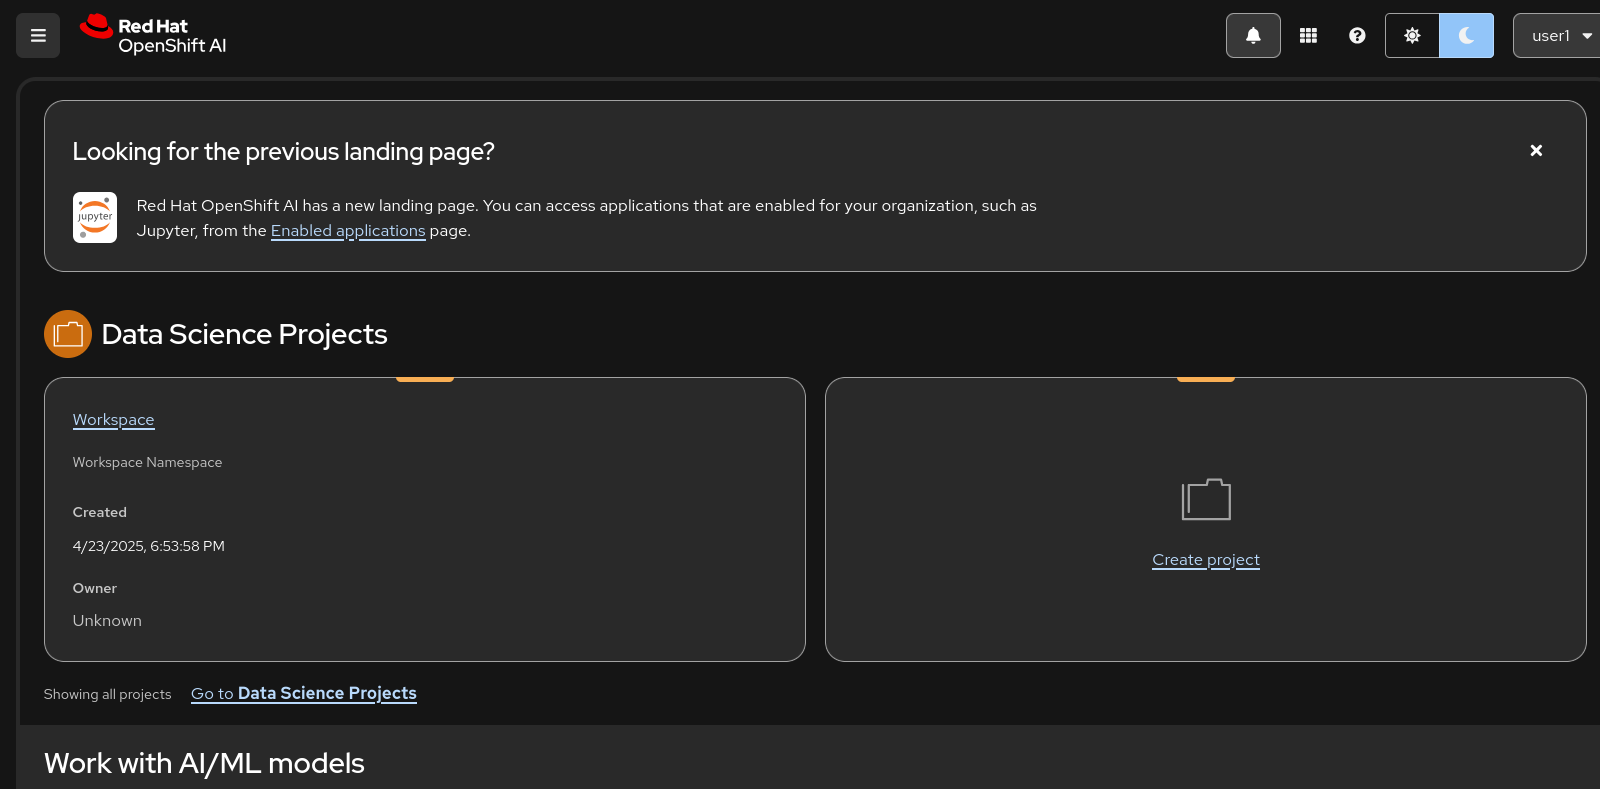 Red Hat
OpenShift AI
user1
Looking for the previous landing page?
jupyter
Red Hat OpenShift AI has a new landing page. You can access applications that are enabled for your organization, such as
Jupyter, from the Enabled applications page.
Data Science Projects
Workspace
Workspace Namespace
Created
4/23/2025, 6:53:58 PM
Owner
Unknown
Create project
Showing all projects Go to Data Science Projects
Work with AI/ML models